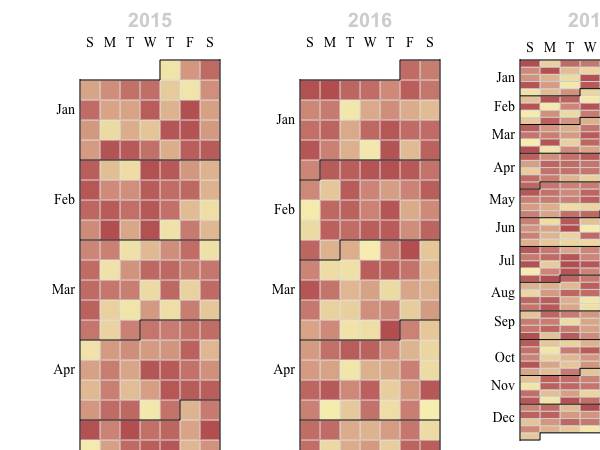 2015
S M T W T F S
Jan
Feb
Mar
Apr
2016
S M T W T F S
Jan
Feb
Mar
Apr
201
S M T W
Jan
Feb
Mar
Apr
May
Jun
Jul
Aug
Sep
Oct
Nov
Dec